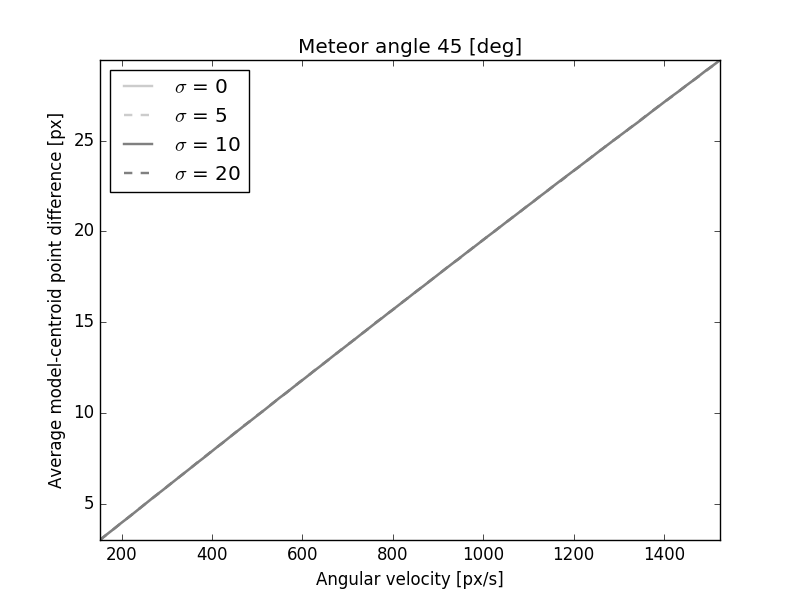 Meteor angle 45 [deg]
σ = 0
σ = 5
σ = 10
σ = 20
Average model-centroid point difference [px]
25
20
15
10
5
200 400 600 800 1000 1200 1400
Angular velocity [px/s]